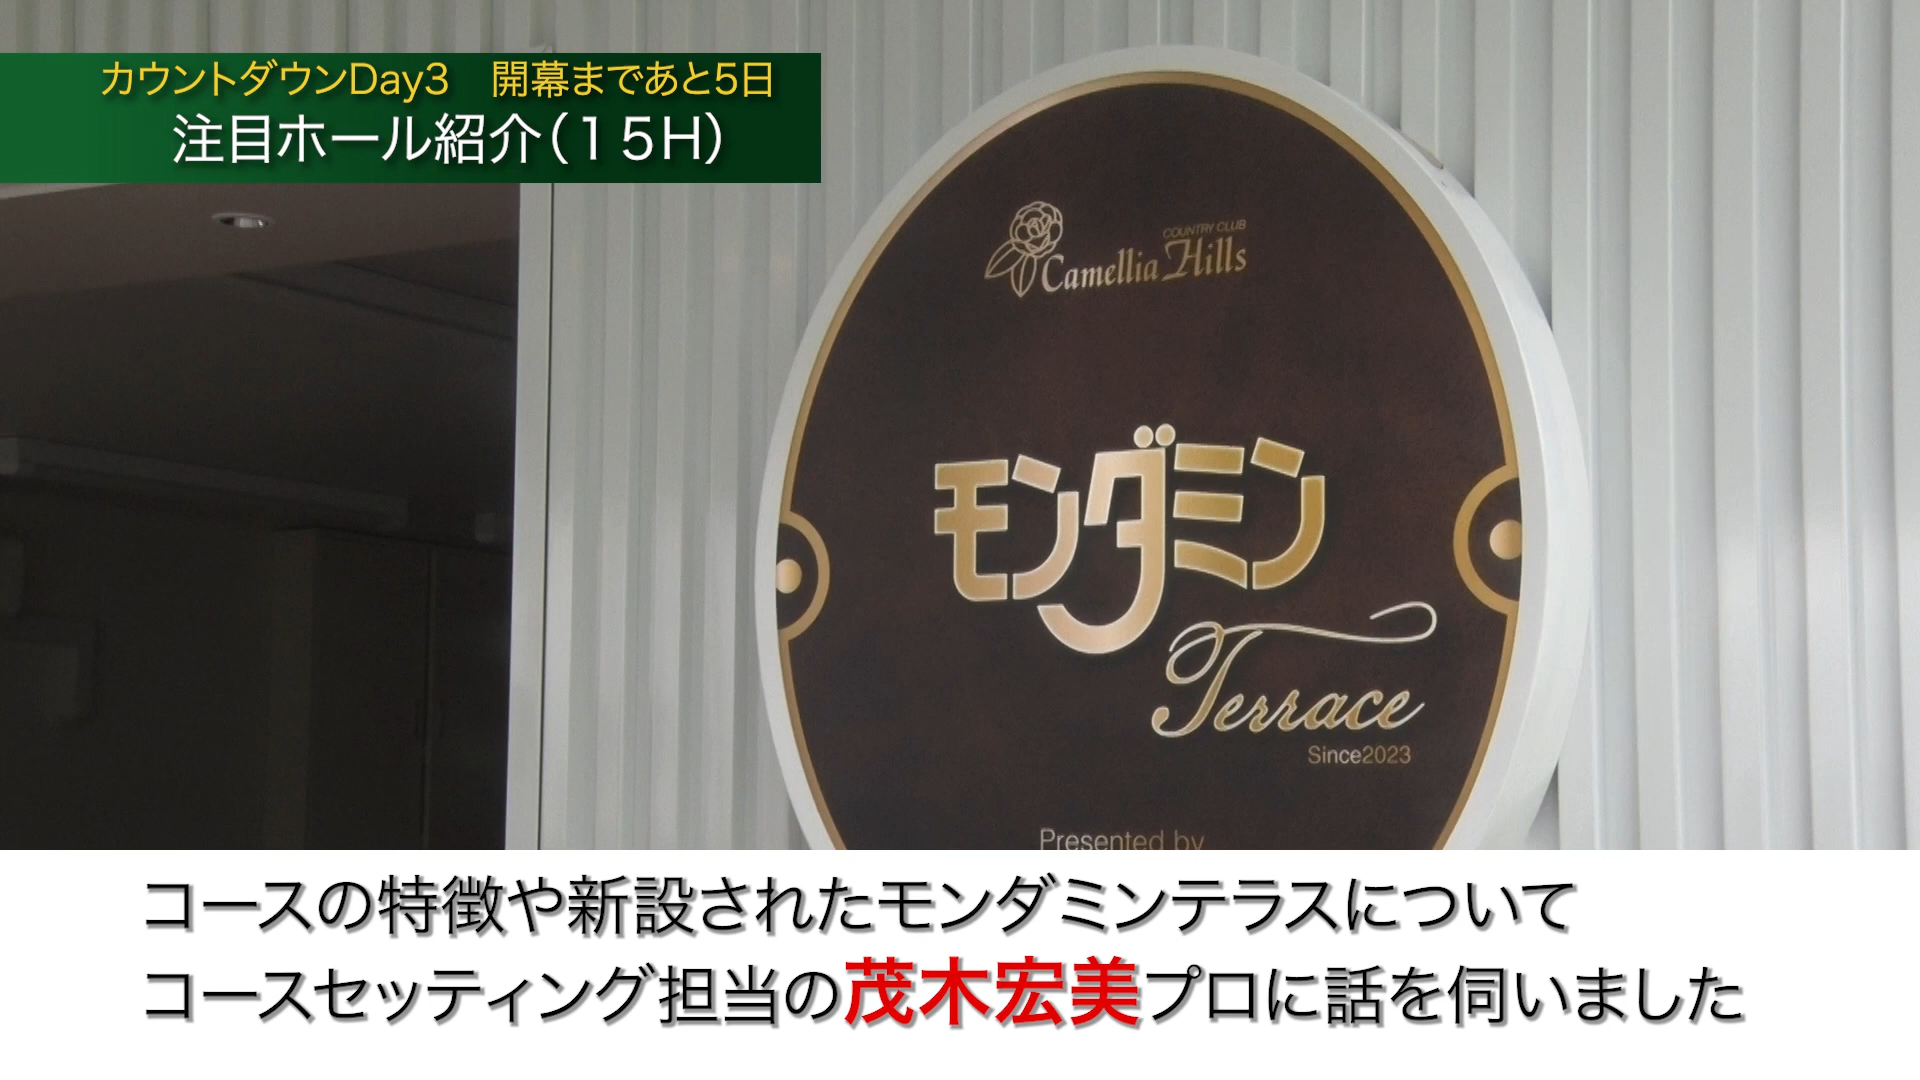 カウントダウンDay3　開幕まであと5日
注目ホール紹介（15H）
COUNTRY CLUB
Camellia Hills
モンダミン
Terrace
Since2023
Presented by
コースの特徴や新設されたモンダミンテラスについて
コースセッティング担当の茂木宏美プロに話を伺いました